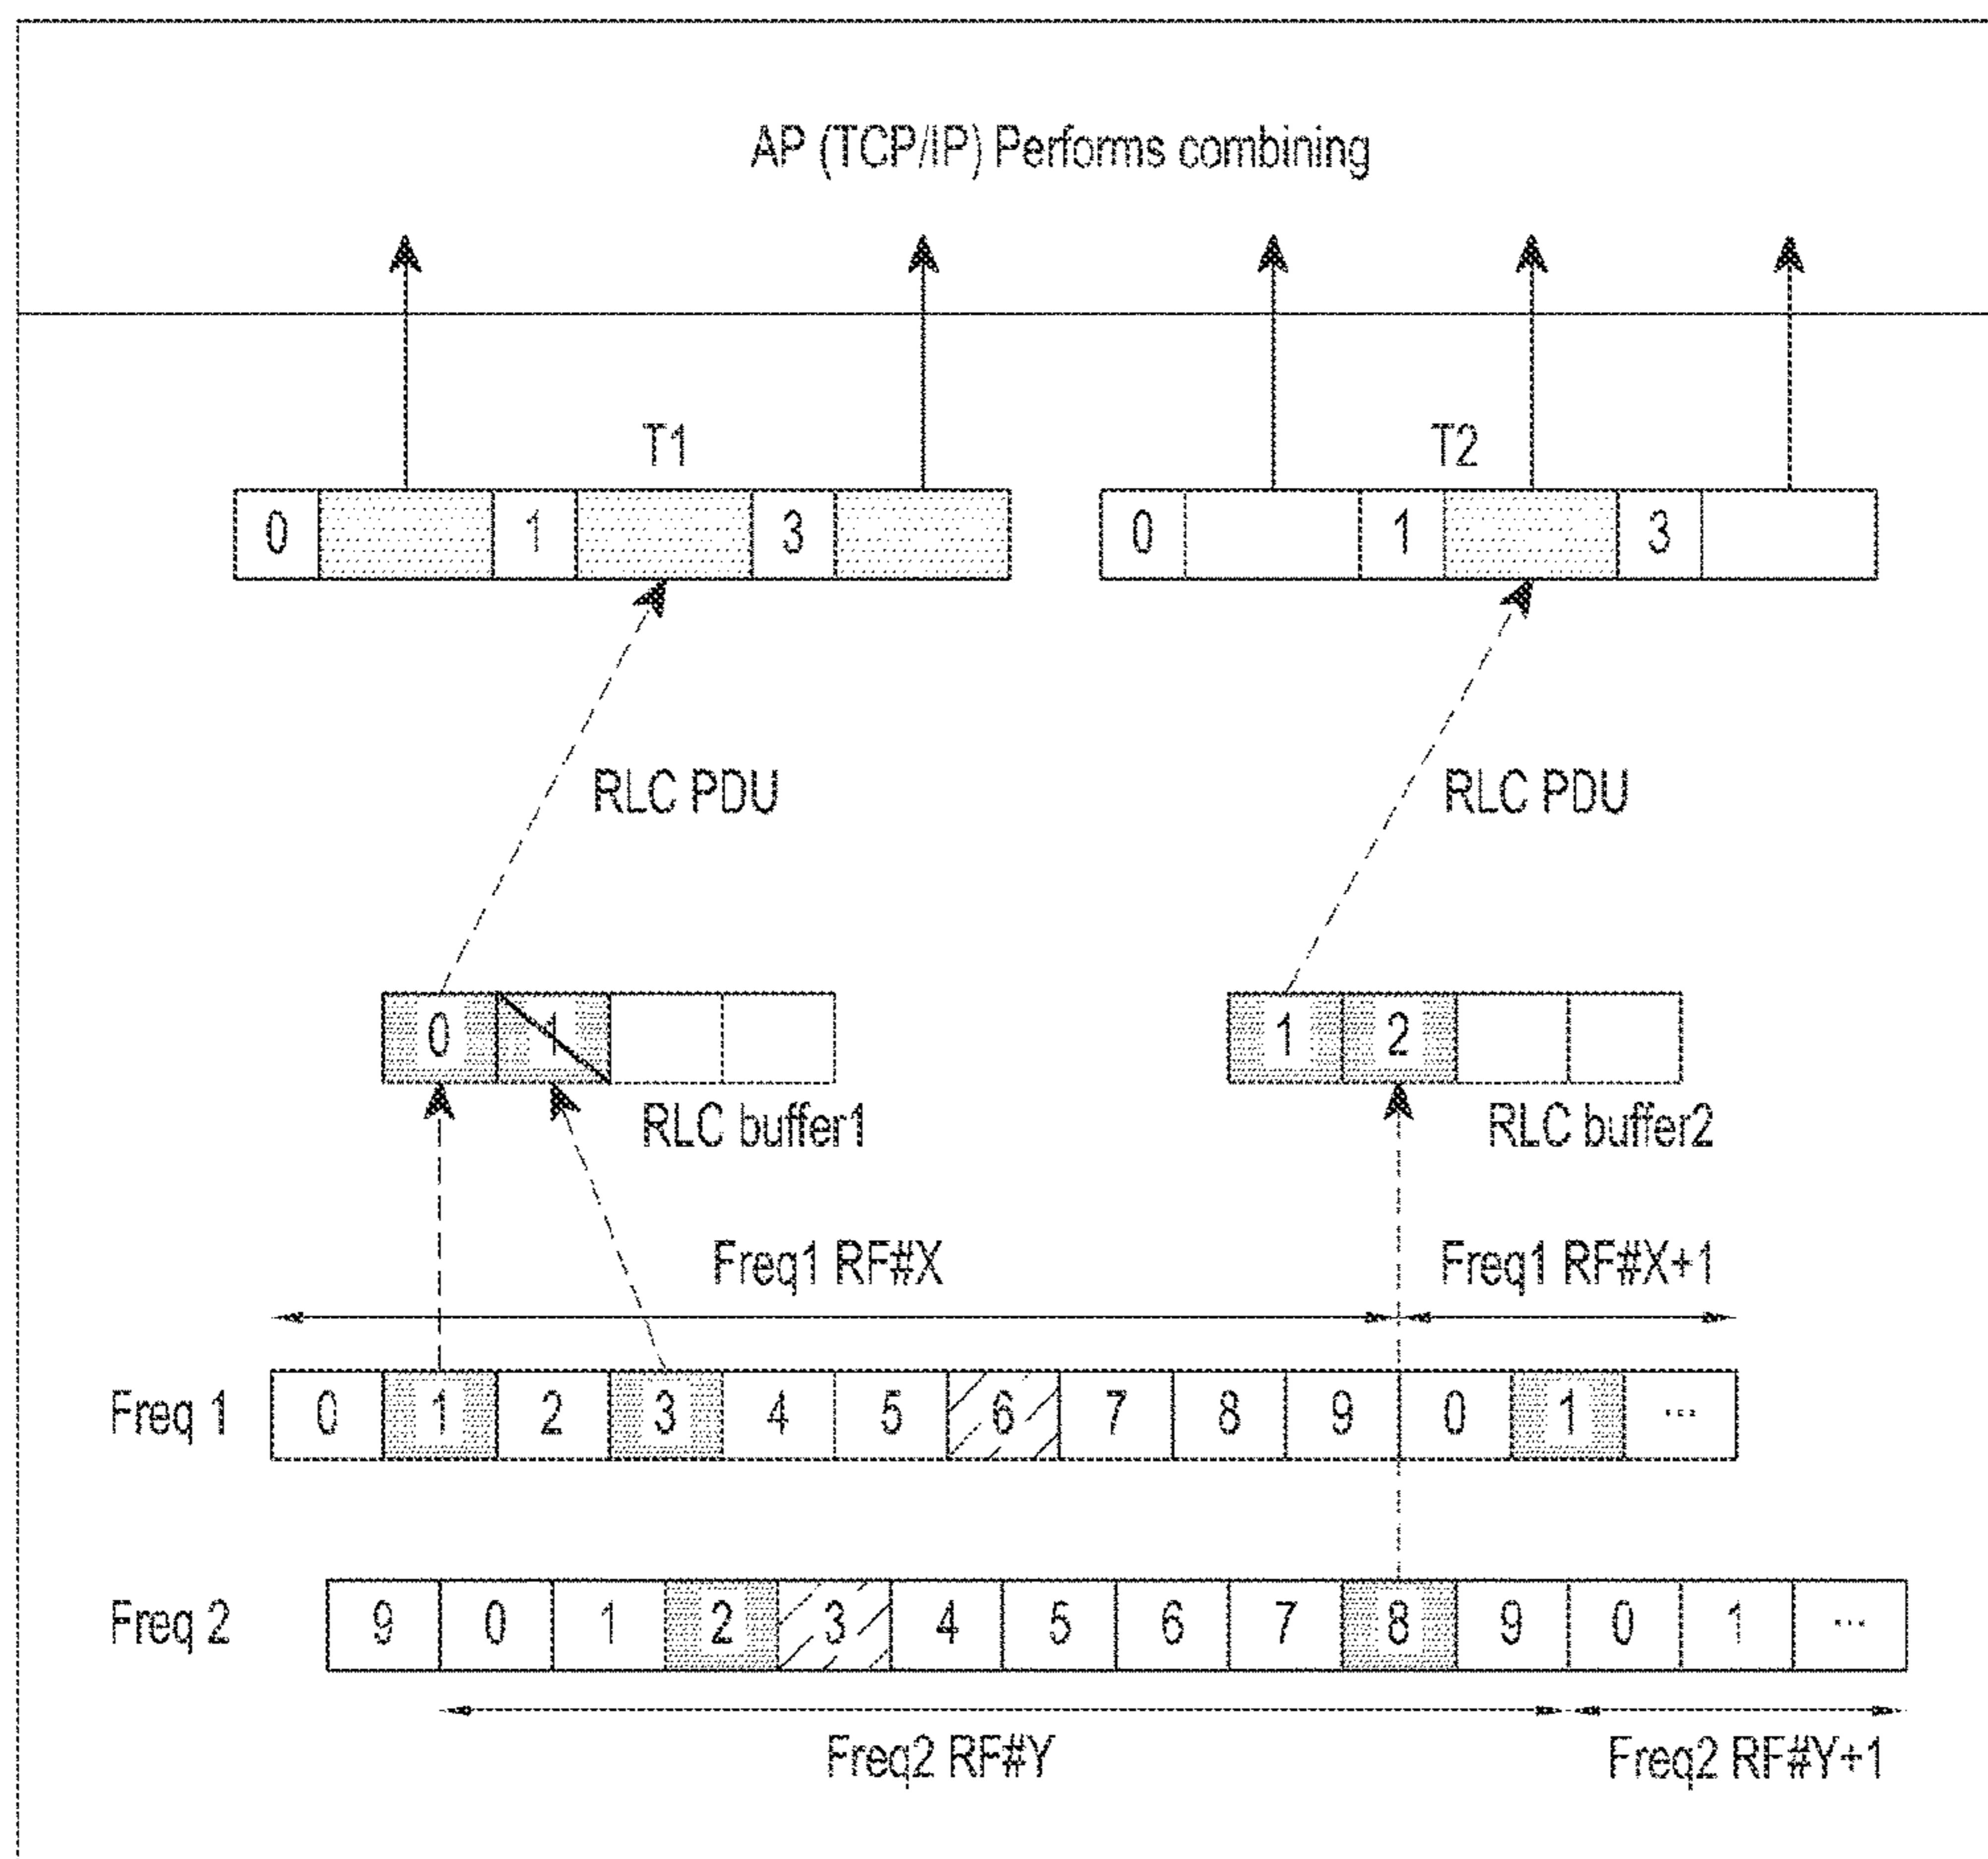 AP (TCP/IP) Performs combining
T1
T2
0 1 3
0 1 3
RLC PDU
RLC PDU
0 1
1 2
RLC buffer1
RLC buffer2
Freq1 RF#X
Freq1 RF#X+1
Freq 1 0 1 2 3 4 5 6 7 8 9 0 1 ...
Freq 2 9 0 1 2 3 4 5 6 7 8 9 0 1 ...
Freq2 RF#Y
Freq2 RF#Y+1